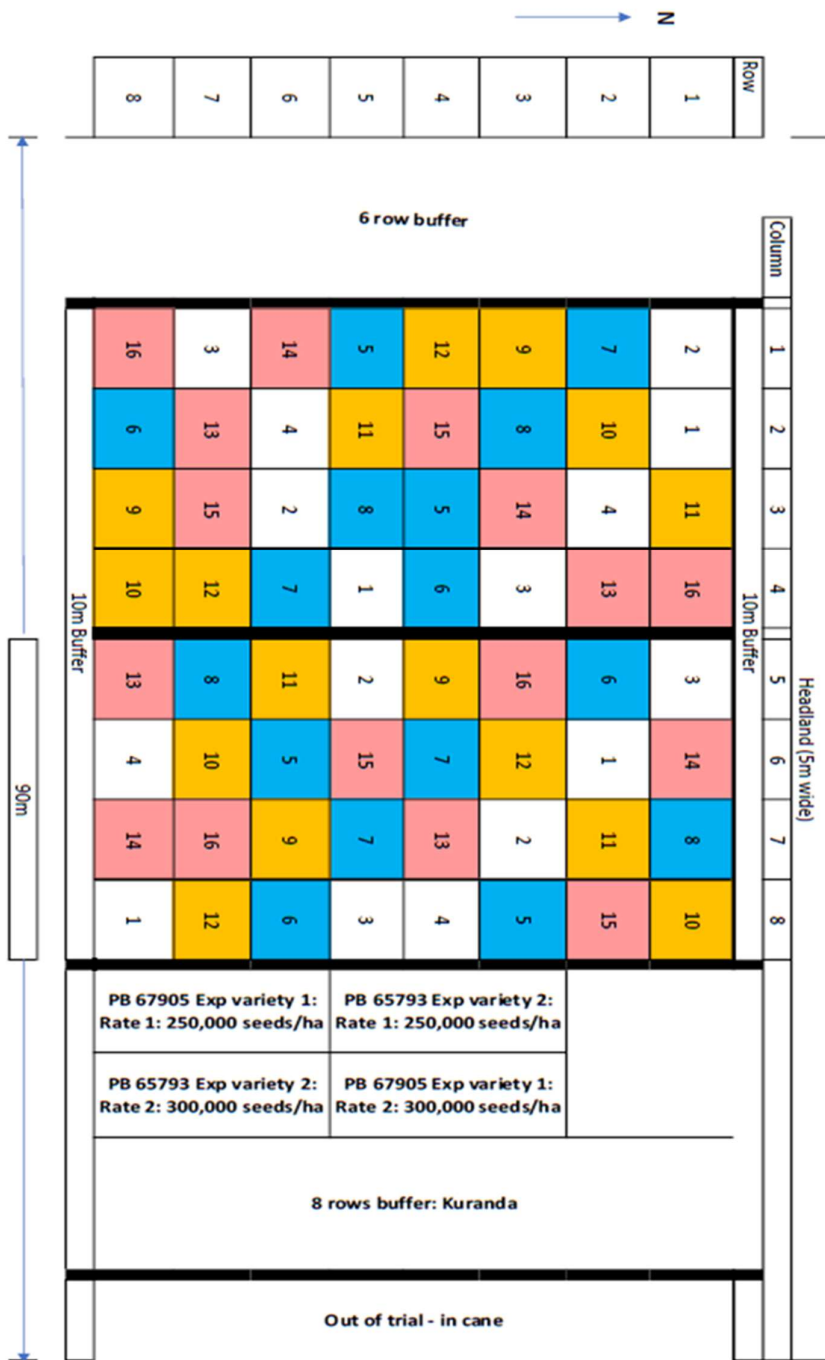 N
8 7 6 5 4 3 2 1 Row
6 row buffer
Column
16 3 14 5 12 9 7 2 1
6 13 4 11 15 8 10 1 2
9 15 2 8 5 14 4 11 3
10 12 7 1 6 3 13 16 4
10m Buffer
10m Buffer
Headland (5m wide)
13 8 11 2 9 16 6 3 5
4 10 5 15 7 12 1 14 6
14 16 9 7 13 2 11 8 7
1 12 6 3 4 5 15 10 8
90m
PB 67905 Exp variety 1:
Rate 1: 250,000 seeds/ha
PB 65793 Exp variety 2:
Rate 1: 250,000 seeds/ha
PB 65793 Exp variety 2:
Rate 2: 300,000 seeds/ha
PB 67905 Exp variety 1:
Rate 2: 300,000 seeds/ha
8 rows buffer: Kuranda
Out of trial - in cane